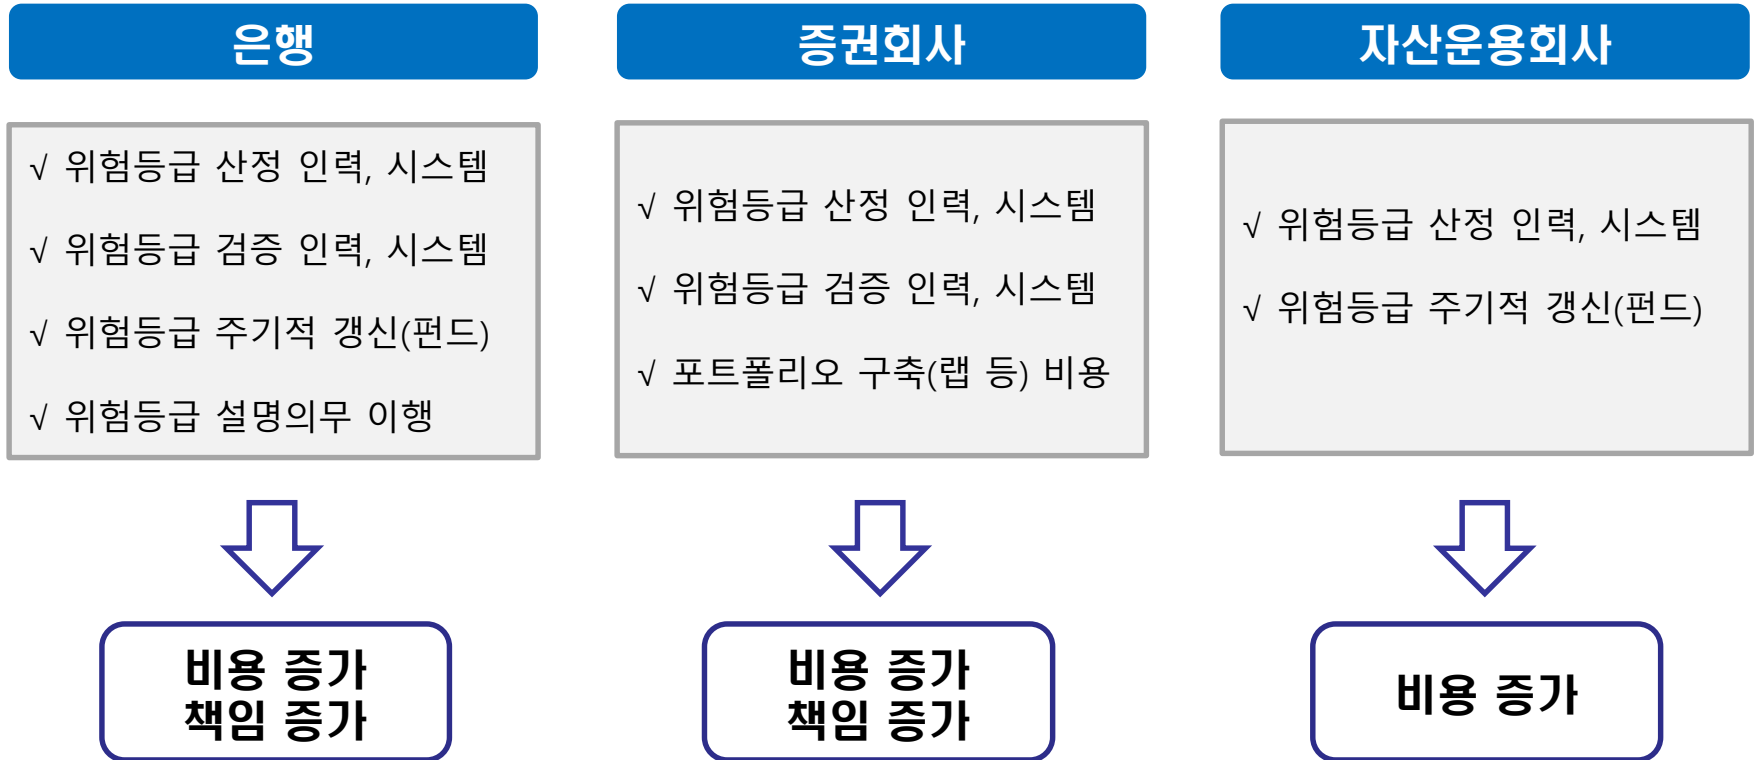 은행
√ 위험등급 산정 인력, 시스템
√ 위험등급 검증 인력, 시스템
√ 위험등급 주기적 갱신(펀드)
√ 위험등급 설명의무 이행
비용 증가
책임 증가
증권회사
√ 위험등급 산정 인력, 시스템
√ 위험등급 검증 인력, 시스템
√ 포트폴리오 구축(랩 등) 비용
비용 증가
책임 증가
자산운용회사
√ 위험등급 산정 인력, 시스템
√ 위험등급 주기적 갱신(펀드)
비용 증가